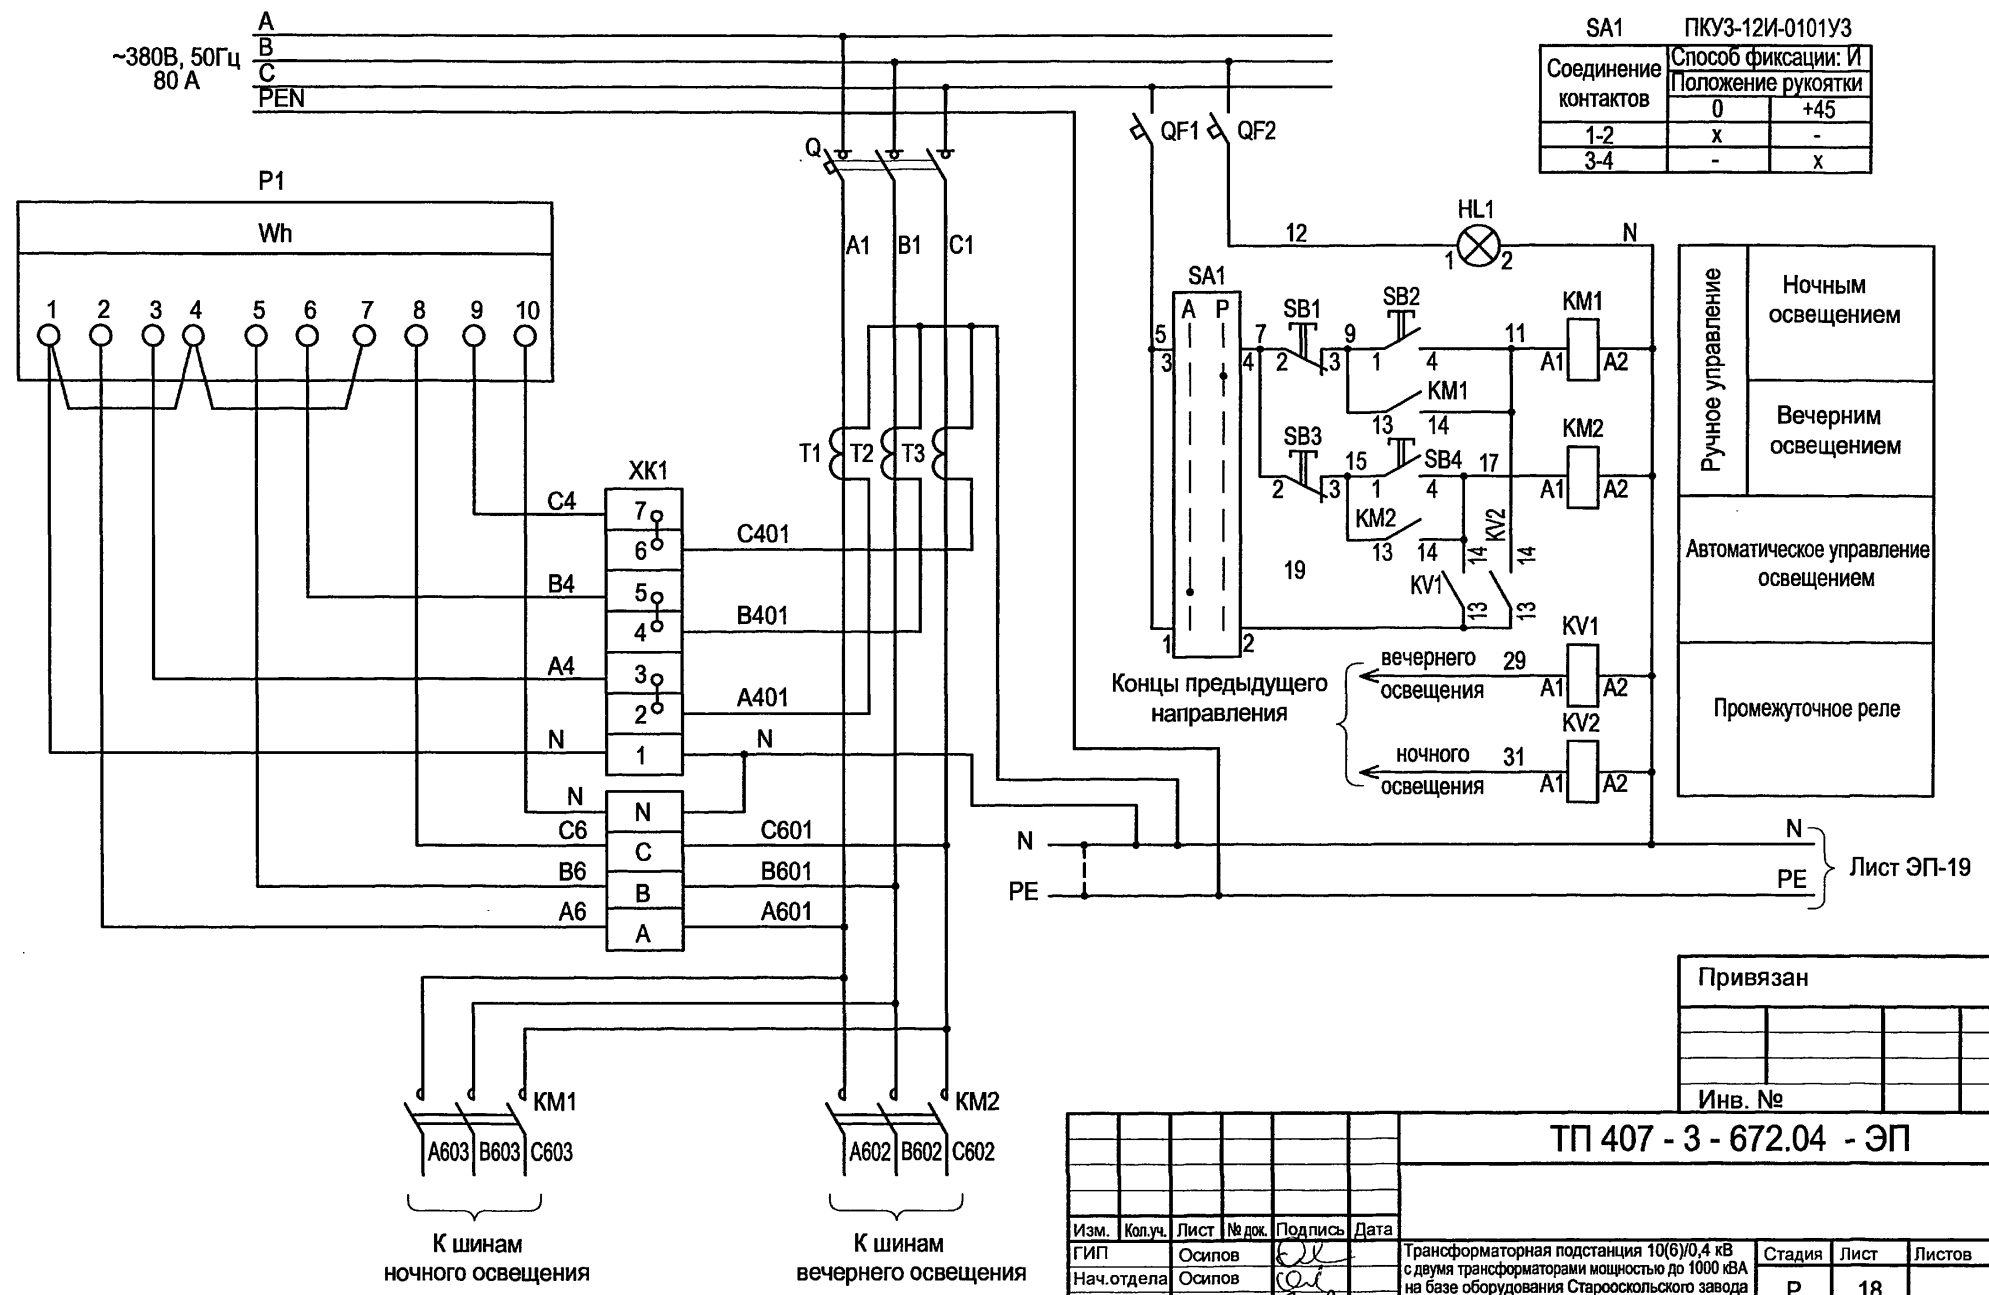 A
B
C
PEN
~380В, 50Гц
80 А
SA1 ПКУ3-12И-0101У3
Соединение контактов
Способ фиксации: И
Положение рукоятки
0 +45
1-2 х -
3-4 - х
P1
Wh
1 2 3 4 5 6 7 8 9 10
Q
QF1
QF2
A1 B1 C1
12
HL1
1 2
N
SA1
А Р
5
3
4
7
1
2
SB1
2 3
9
SB2
1 4
11
KM1
A1 A2
KM1
13 14
SB3
2 3
15
SB4
1 4
17
KM2
A1 A2
KM2
13 14
19
KV1
14
13
KV2
14
13
KV1
A1 A2
KV2
A1 A2
Концы предыдущего
направления
вечернего
освещения
29
ночного
освещения
31
Ручное управление
Ночным
освещением
Вечерним
освещением
Автоматическое управление
освещением
Промежуточное реле
T1 T2 T3
XK1
C4 7
6 C401
B4 5
4 B401
A4 3
2 A401
N 1 N
N N
C6 C C601
B6 B B601
A6 A A601
N
PE
N
PE
Лист ЭП-19
KM1
A603 B603 C603
К шинам
ночного освещения
KM2
A602 B602 C602
К шинам
вечернего освещения
Привязан
Инв. №
ТП 407 - 3 - 672.04 - ЭП
Изм. Кол.уч. Лист № док. Подпись Дата
ГИП Осипов
Нач.отдела Осипов
Трансформаторная подстанция 10(6)/0,4 кВ
с двумя трансформаторами мощностью до 1000 кВА
на базе оборудования Старооскольского завода
Стадия Лист Листов
Р 18